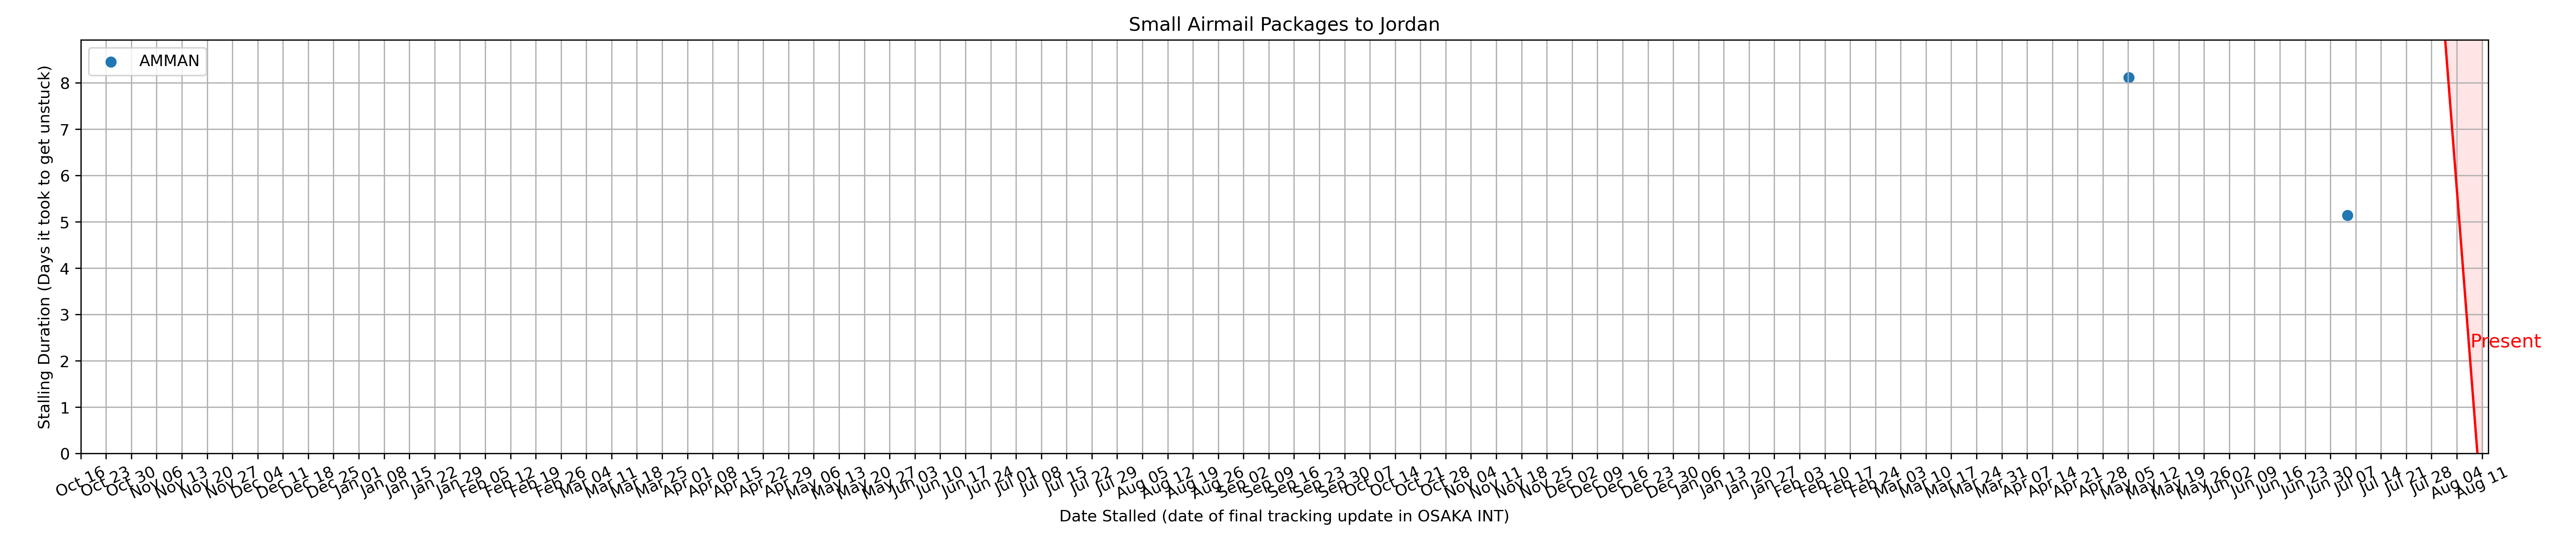 Small Airmail Packages to Jordan
AMMAN
Stalling Duration (Days it took to get unstuck)
8
7
6
5
4
3
2
1
0
Present
Oct 16 Oct 23 Oct 30 Nov 06 Nov 13 Nov 20 Nov 27 Dec 04 Dec 11 Dec 18 Dec 25 Jan 01 Jan 08 Jan 15 Jan 22 Jan 29 Feb 05 Feb 12 Feb 19 Feb 26 Mar 04 Mar 11 Mar 18 Mar 25 Apr 01 Apr 08 Apr 15 Apr 22 Apr 29 May 06 May 13 May 20 May 27 Jun 03 Jun 10 Jun 17 Jun 24 Jul 01 Jul 08 Jul 15 Jul 22 Jul 29 Aug 05 Aug 12 Aug 19 Aug 26 Sep 02 Sep 09 Sep 16 Sep 23 Sep 30 Oct 07 Oct 14 Oct 21 Oct 28 Nov 04 Nov 11 Nov 18 Nov 25 Dec 02 Dec 09 Dec 16 Dec 23 Dec 30 Jan 06 Jan 13 Jan 20 Jan 27 Feb 03 Feb 10 Feb 17 Feb 24 Mar 03 Mar 10 Mar 17 Mar 24 Mar 31 Apr 07 Apr 14 Apr 21 Apr 28 May 05 May 12 May 19 May 26 Jun 02 Jun 09 Jun 16 Jun 23 Jun 30 Jul 07 Jul 14 Jul 21 Jul 28 Aug 04 Aug 11
Date Stalled (date of final tracking update in OSAKA INT)